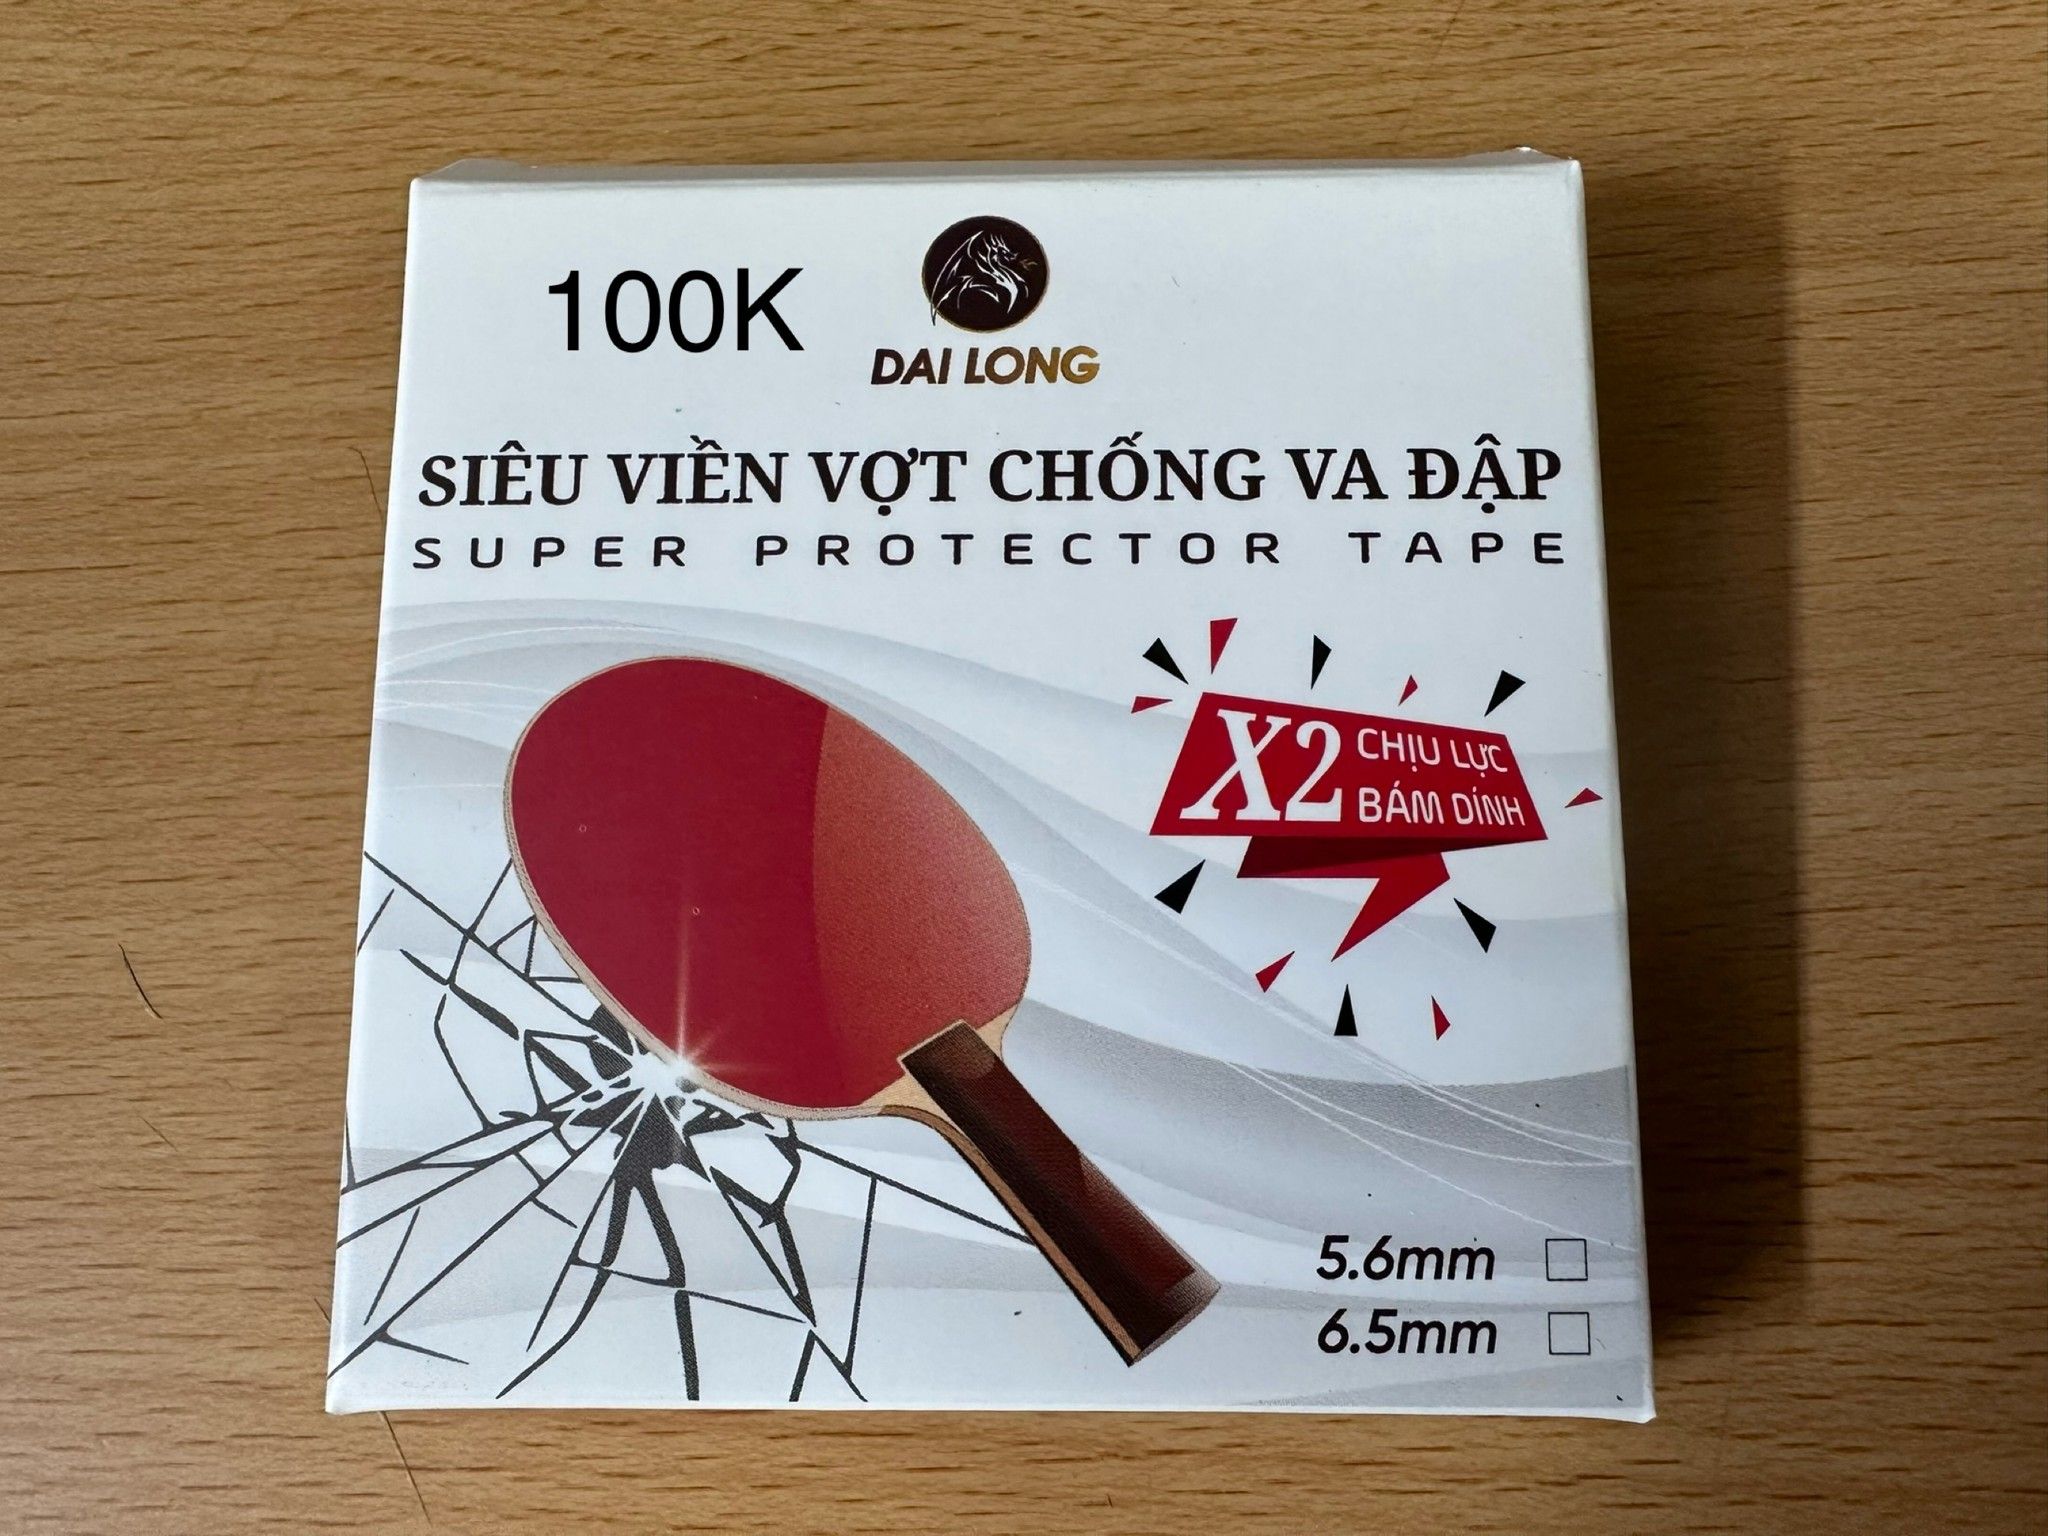 100K
DAI LONG
SIÊU VIỀN VỢT CHỐNG VA ĐẬP
SUPER PROTECTOR TAPE
X2 CHỊU LỰC
BÁM DÍNH
5.6mm
6.5mm